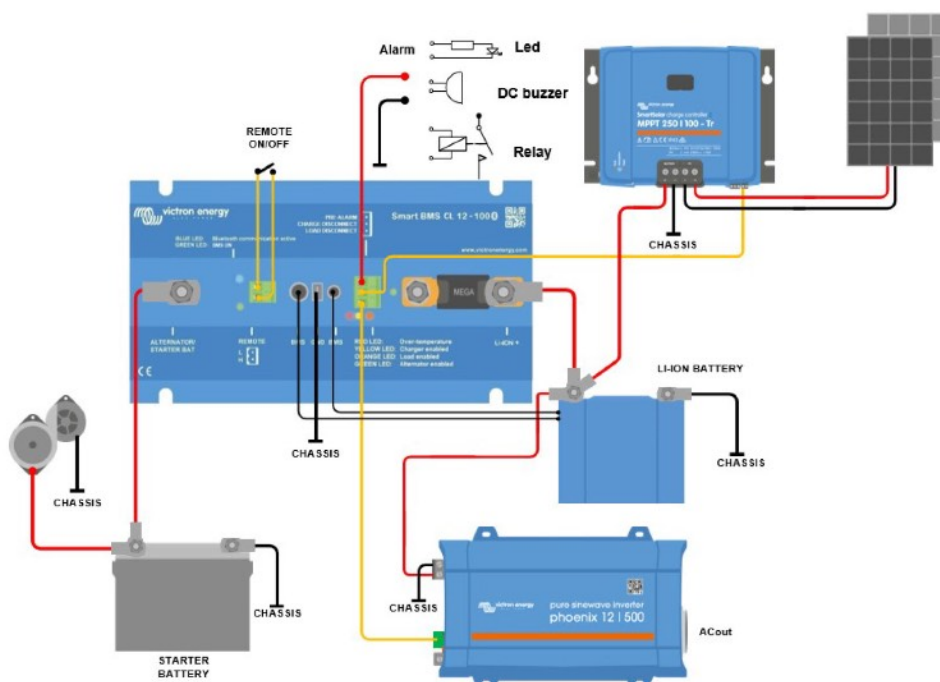 Alarm
Led
DC buzzer
Relay
REMOTE
ON/OFF
victron energy
SmartSolar charge controller
MPPT 250 | 100 - Tr
CHASSIS
victron energy
BLUE POWER
PRE ALARM
CHARGE DISCONNECT
LOAD DISCONNECT
Smart BMS CL 12-100
BLUE LED: Bluetooth communication active
GREEN LED: BMS ON
www.victronenergy.com
MEGA
ALTERNATOR/
STARTER BAT
REMOTE
L
H
BMS
GND
BMS
RED LED: Over-temperature
YELLOW LED: Charger enabled
ORANGE LED: Load enabled
GREEN LED: Alternator enabled
LI-ION +
CE
LI-ION BATTERY
CHASSIS
CHASSIS
CHASSIS
CHASSIS
CHASSIS
STARTER
BATTERY
victron energy
pure sinewave inverter
phoenix 12 | 500
ACout